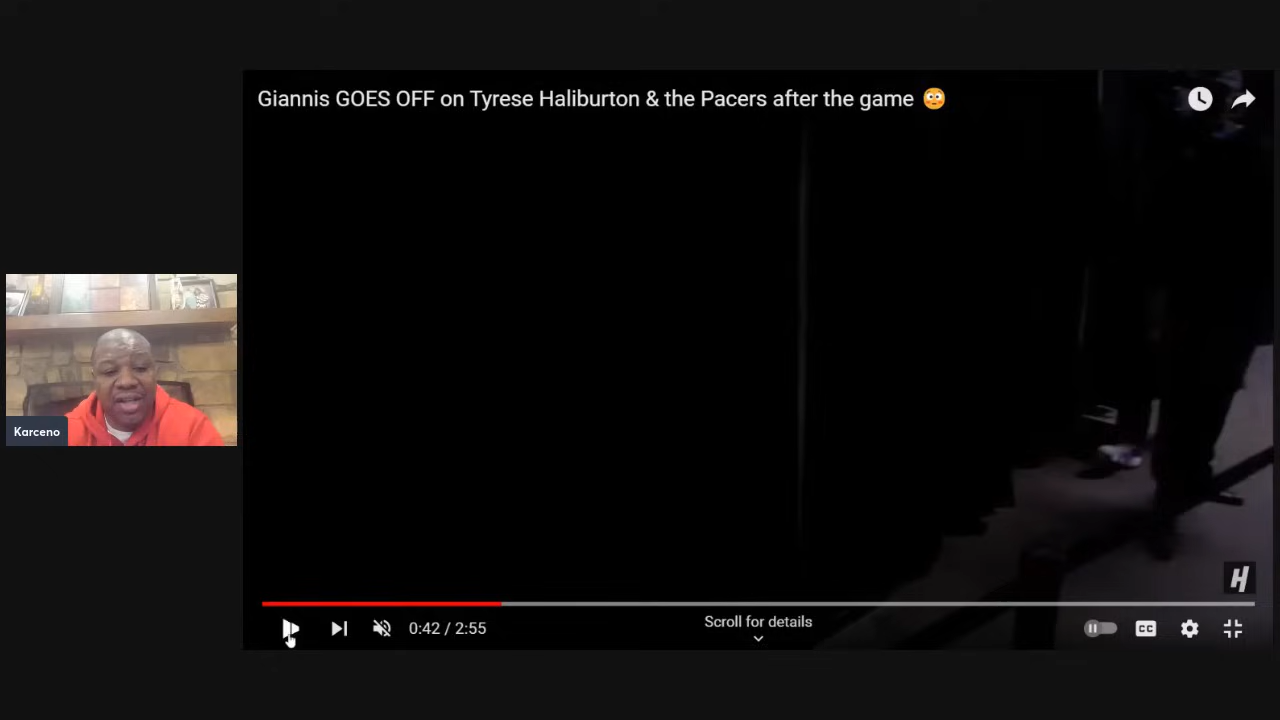 Giannis GOES OFF on Tyrese Haliburton & the Pacers after the game 😳
Karceno
H
0:42 / 2:55
Scroll for details
CC